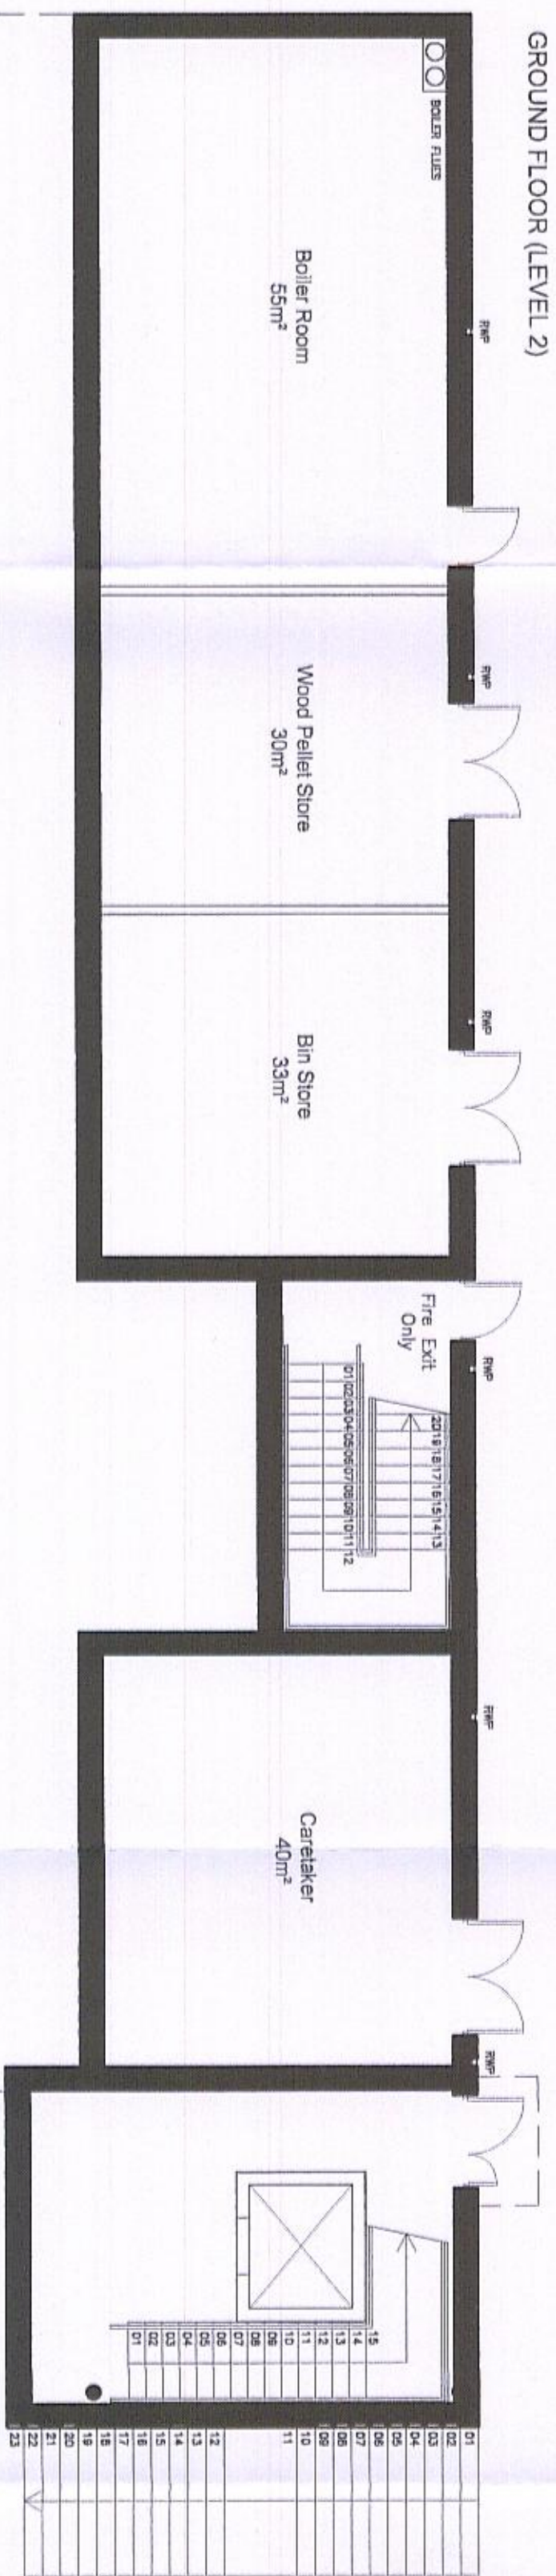 GROUND FLOOR (LEVEL 2)
BOILER FLUES
RWP
Boiler Room
55m²
RWP
Wood Pellet Store
30m²
RWP
Bin Store
33m²
Fire Exit
Only
RWP
20 19 18 17 16 15 14 13
01 02 03 04 05 06 07 08 09 10 11 12
RWP
Caretaker
40m²
RWP
15
14
13
12
11
10
09
08
07
06
05
04
03
02
01
01
02
03
04
05
06
07
08
09
10
11
12
13
14
15
16
17
18
19
20
21
22
23